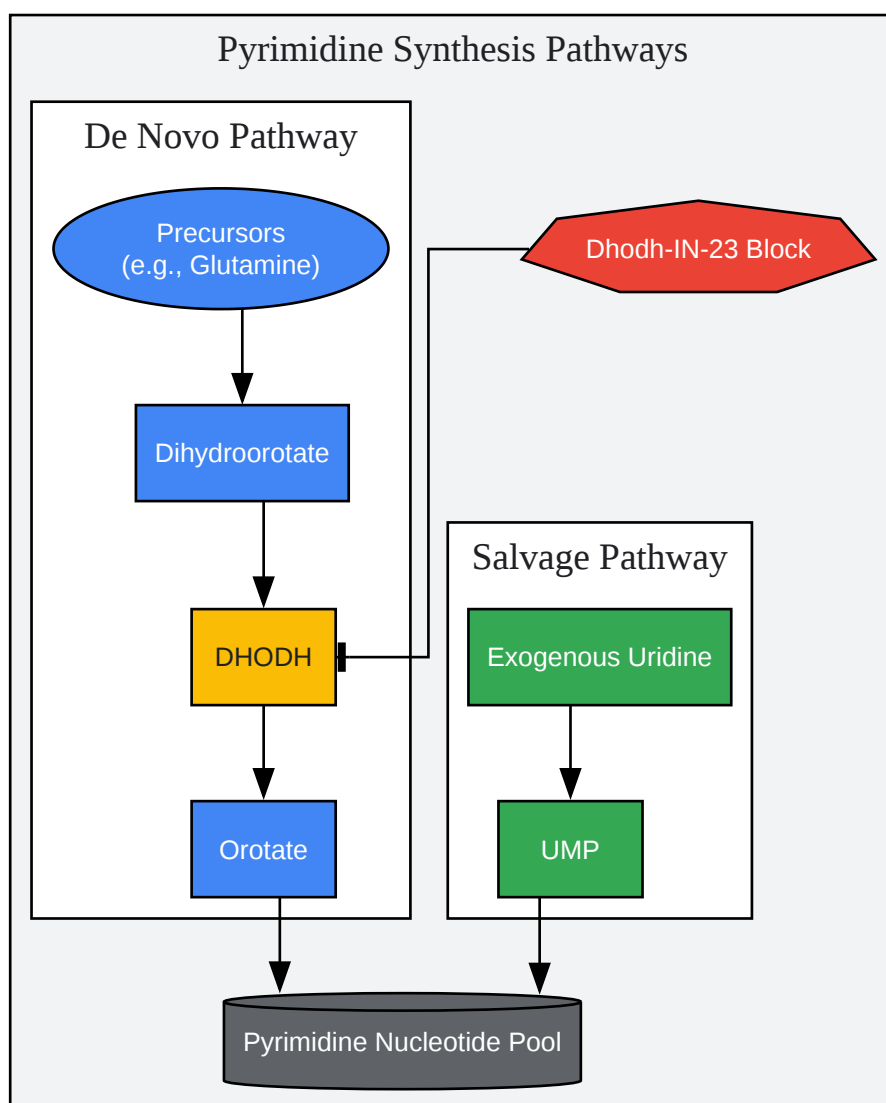 Pyrimidine Synthesis Pathways
De Novo Pathway
Precursors
(e.g., Glutamine)
Dhodh-IN-23 Block
Dihydroorotate
Salvage Pathway
DHODH
Exogenous Uridine
Orotate
UMP
Pyrimidine Nucleotide Pool